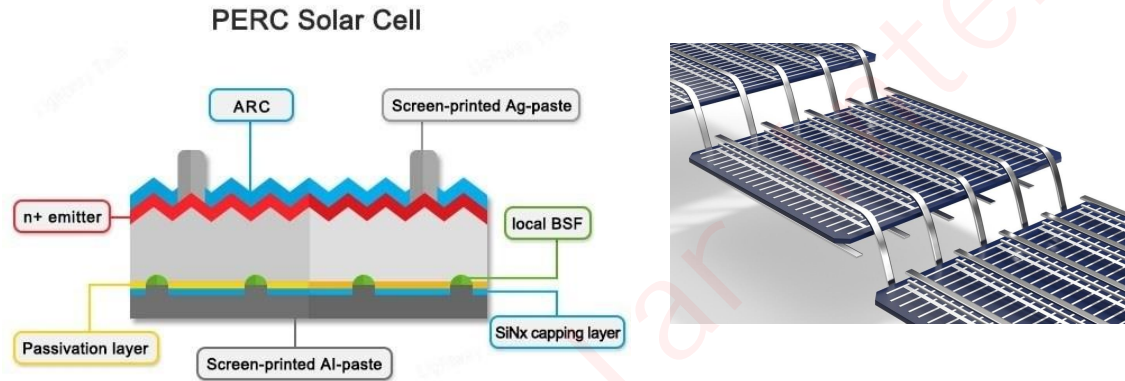 PERC Solar Cell
ARC
Screen-printed Ag-paste
n+ emitter
local BSF
SiNx capping layer
Passivation layer
Screen-printed Al-paste